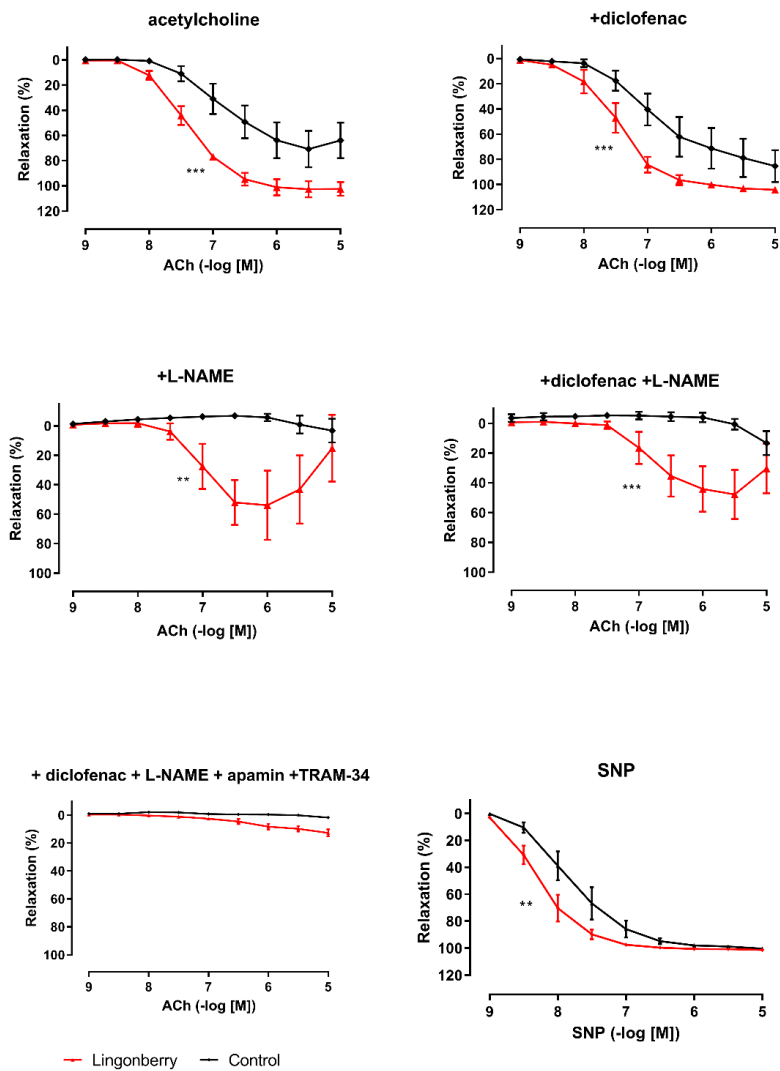 acetylcholine
0
20
40
60
80
100
120
Relaxation (%)
***
9 8 7 6 5
ACh (-log [M])
+diclofenac
0
20
40
60
80
100
120
Relaxation (%)
***
9 8 7 6 5
ACh (-log [M])
+L-NAME
0
20
40
60
80
100
Relaxation (%)
**
9 8 7 6 5
ACh (-log [M])
+diclofenac +L-NAME
0
20
40
60
80
100
Relaxation (%)
***
9 8 7 6 5
ACh (-log [M])
+ diclofenac + L-NAME + apamin +TRAM-34
0
20
40
60
80
100
Relaxation (%)
9 8 7 6 5
ACh (-log [M])
SNP
0
20
40
60
80
100
120
Relaxation (%)
**
9 8 7 6 5
SNP (-log [M])
Lingonberry Control